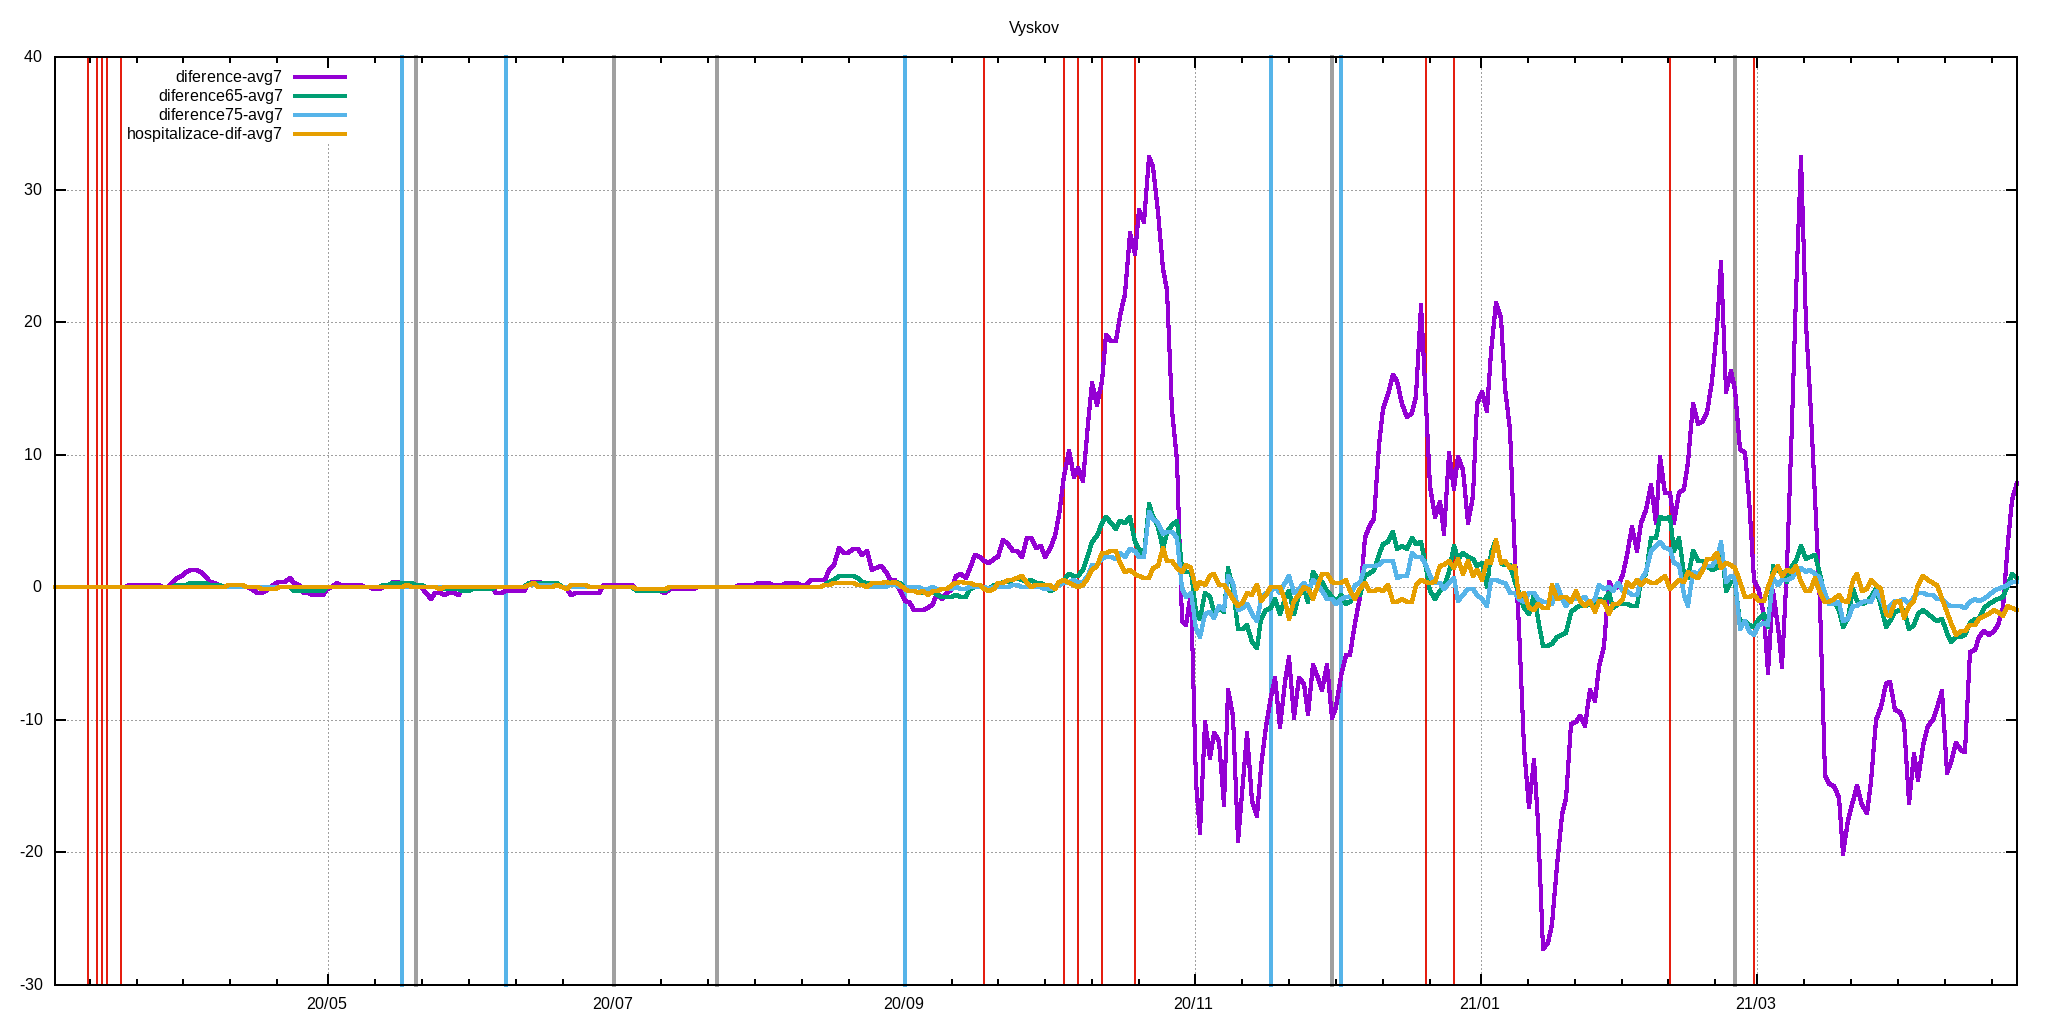 Vyskov
40
30
20
10
0
-10
-20
-30
diference-avg7
diference65-avg7
diference75-avg7
hospitalizace-dif-avg7
20/05
20/07
20/09
20/11
21/01
21/03